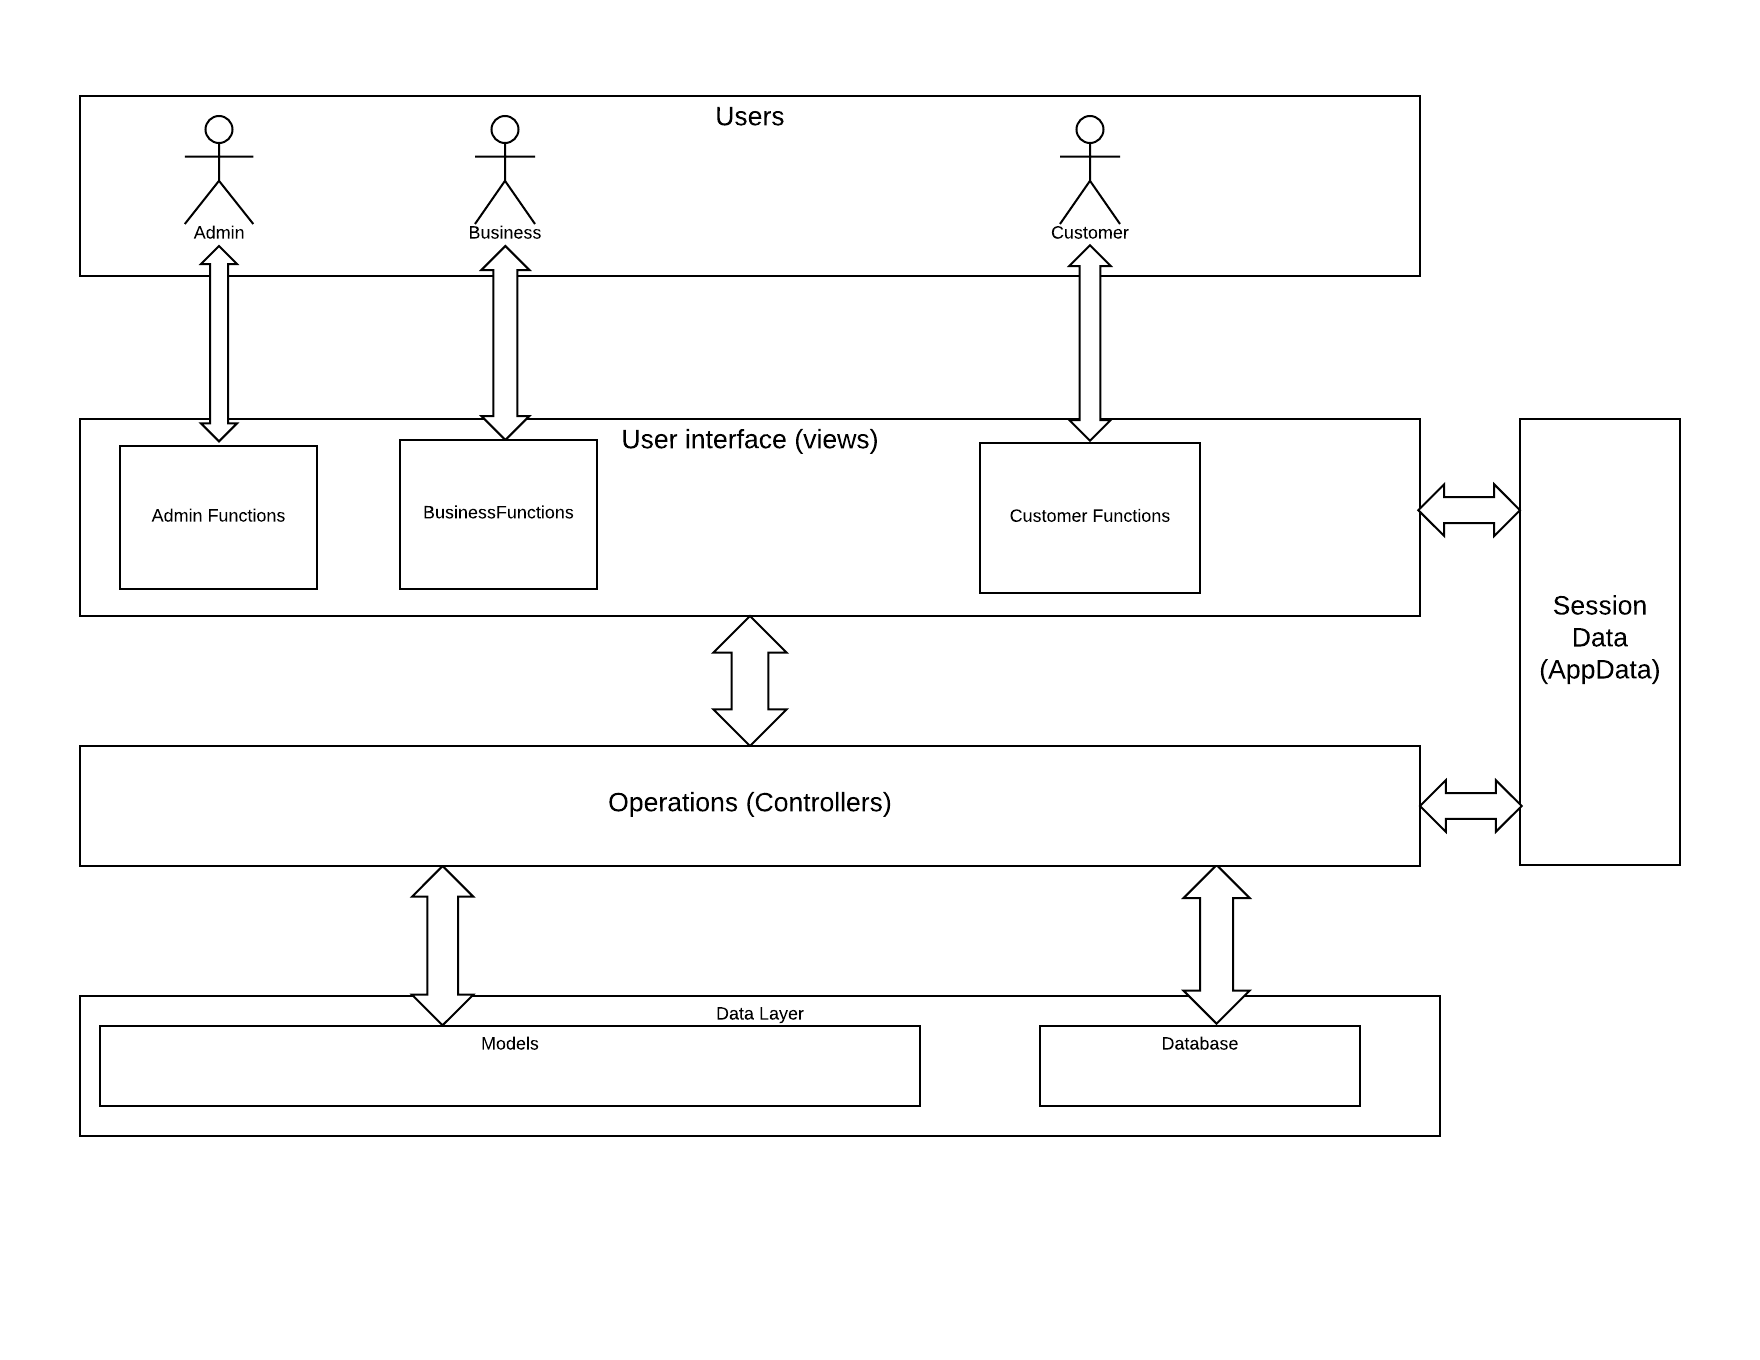 Users
Admin
Business
Customer
User interface (views)
Admin Functions
BusinessFunctions
Customer Functions
Session
Data
(AppData)
Operations (Controllers)
Data Layer
Models
Database